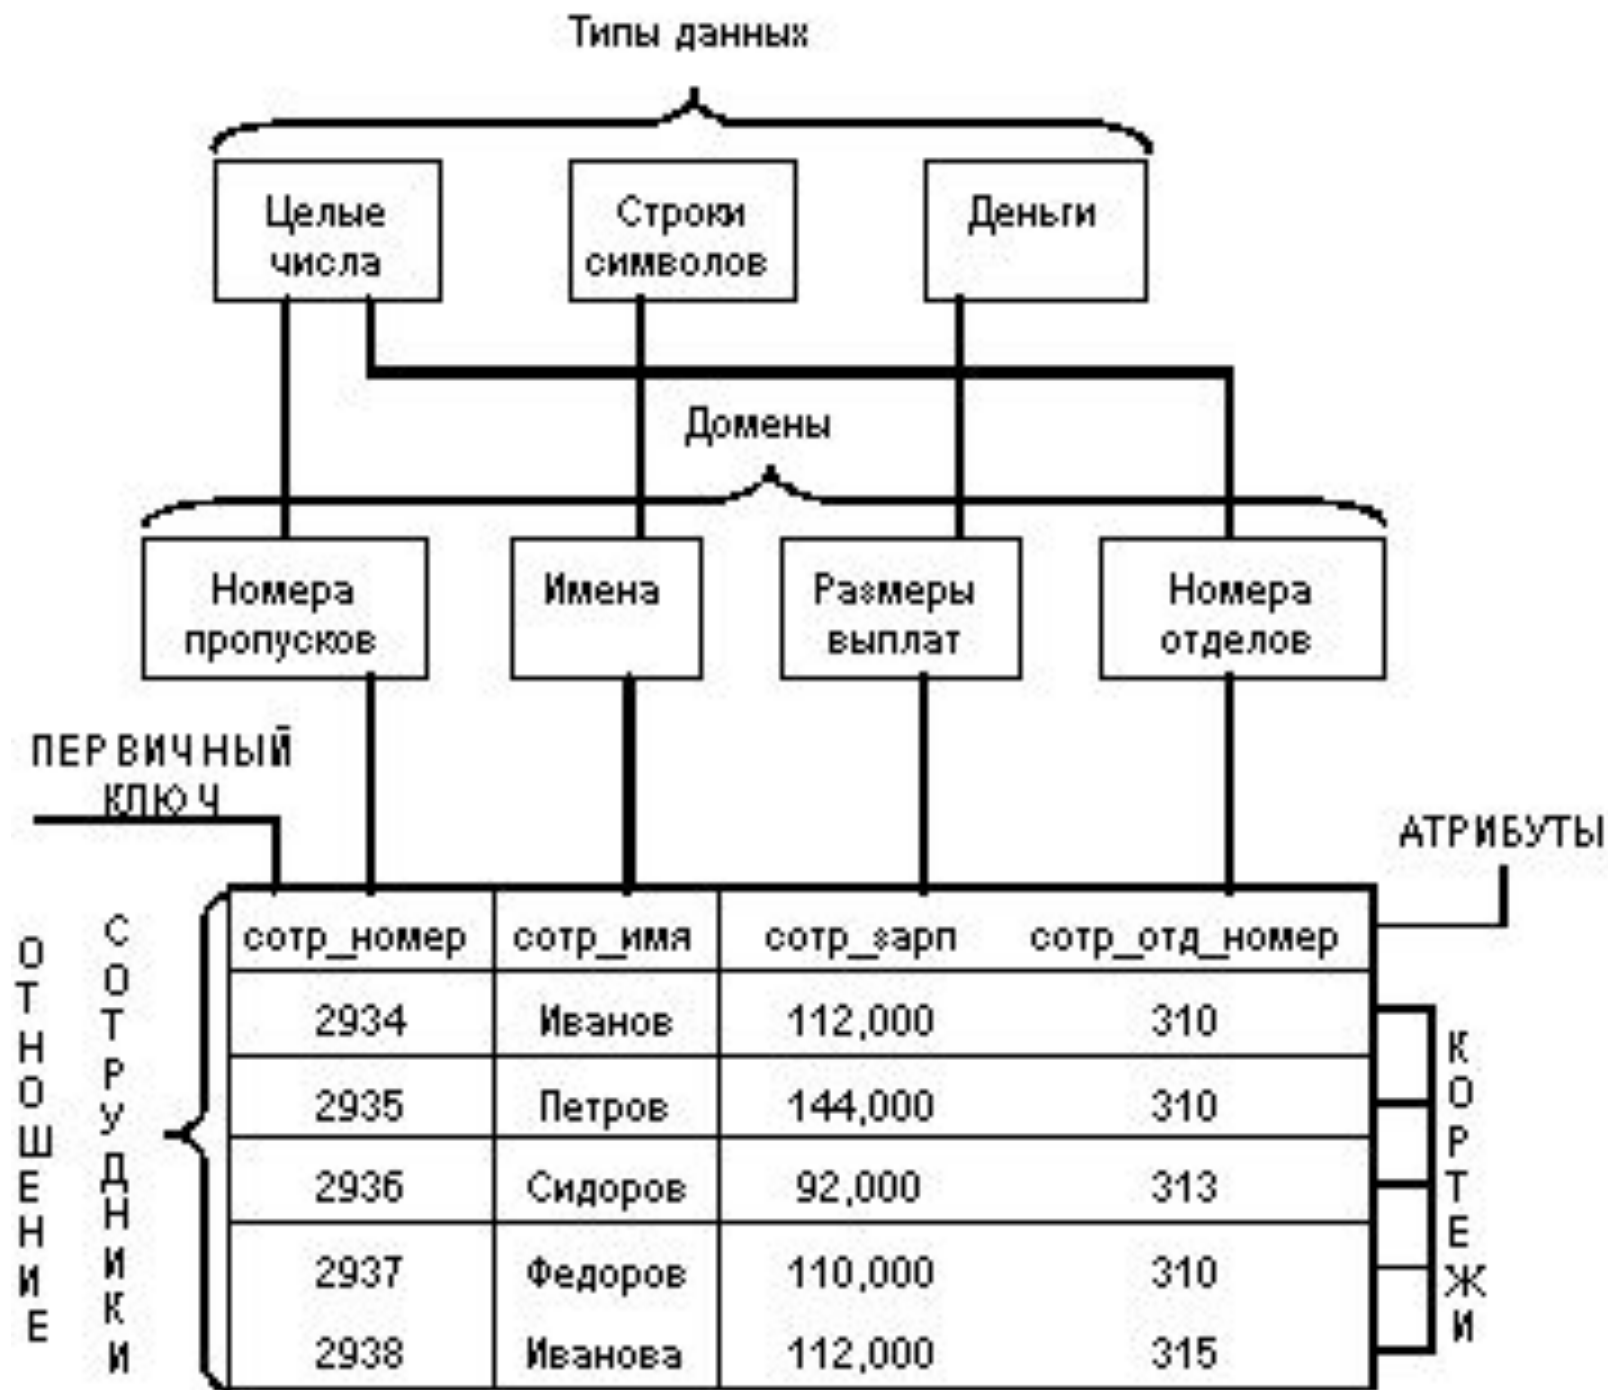 Типы данных
Целые
числа
Строки
символов
Деньги
Домены
Номера
пропусков
Имена
Размеры
выплат
Номера
отделов
ПЕРВИЧНЫЙ
КЛЮЧ
АТРИБУТЫ
ОТНОШЕНИЕ
СОТРУДНИКИ
сотр_номер сотр_имя сотр_зарп сотр_отд_номер
2934 Иванов 112,000 310
2935 Петров 144,000 310
2936 Сидоров 92,000 313
2937 Федоров 110,000 310
2938 Иванова 112,000 315
КОРТЕЖИ